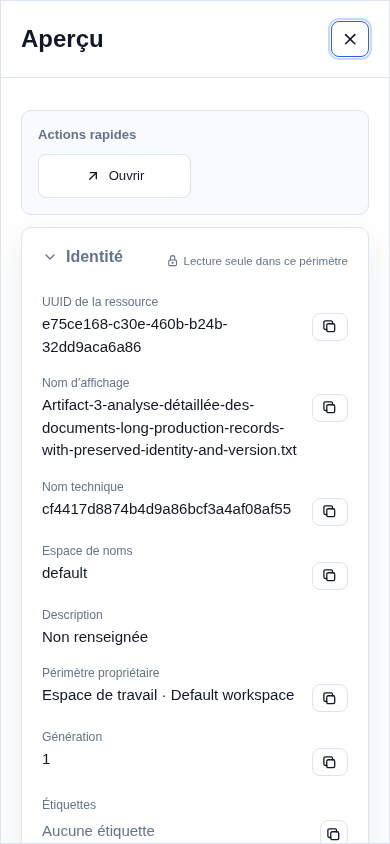 Aperçu
Actions rapides
Ouvrir
Identité
Lecture seule dans ce périmètre
UUID de la ressource
e75ce168-c30e-460b-b24b-
32dd9aca6a86
Nom d’affichage
Artifact-3-analyse-détaillée-des-
documents-long-production-records-
with-preserved-identity-and-version.txt
Nom technique
cf4417d8874b4d9a86bcf3a4af08af55
Espace de noms
default
Description
Non renseignée
Périmètre propriétaire
Espace de travail · Default workspace
Génération
1
Étiquettes
Aucune étiquette